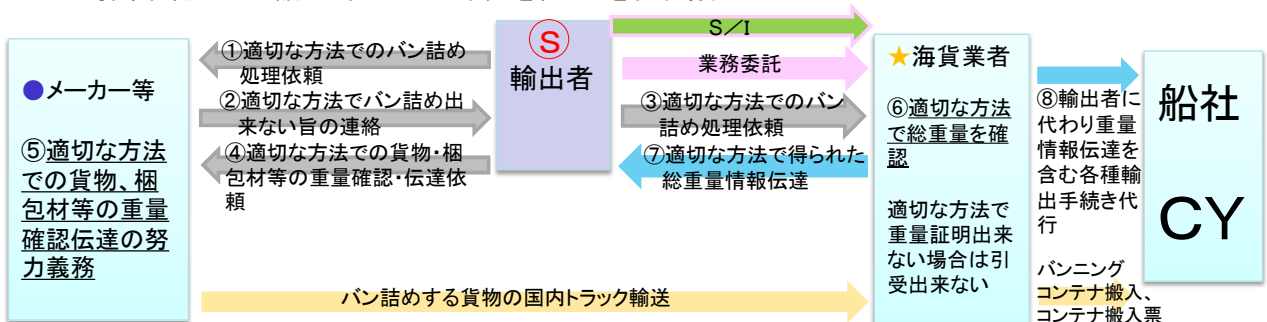 ●メーカー等
⑤適切な方法
での貨物、梱
包材等の重量
確認伝達の努
力義務
①適切な方法でのバン詰め
処理依頼
②適切な方法でバン詰め出
来ない旨の連絡
④適切な方法での貨物・梱
包材等の重量確認・伝達依
頼
S
輸出者
S/I
業務委託
③適切な方法でのバン
詰め処理依頼
⑦適切な方法で得られた
総重量情報伝達
★海貨業者
⑥適切な方法
で総重量を確
認
適切な方法で
重量証明出来
ない場合は引
受出来ない
⑧輸出者に
代わり重量
情報伝達を
含む各種輸
出手続き代
行
バンニング
コンテナ搬入、
コンテナ搬入票
船社
CY
バン詰めする貨物の国内トラック輸送